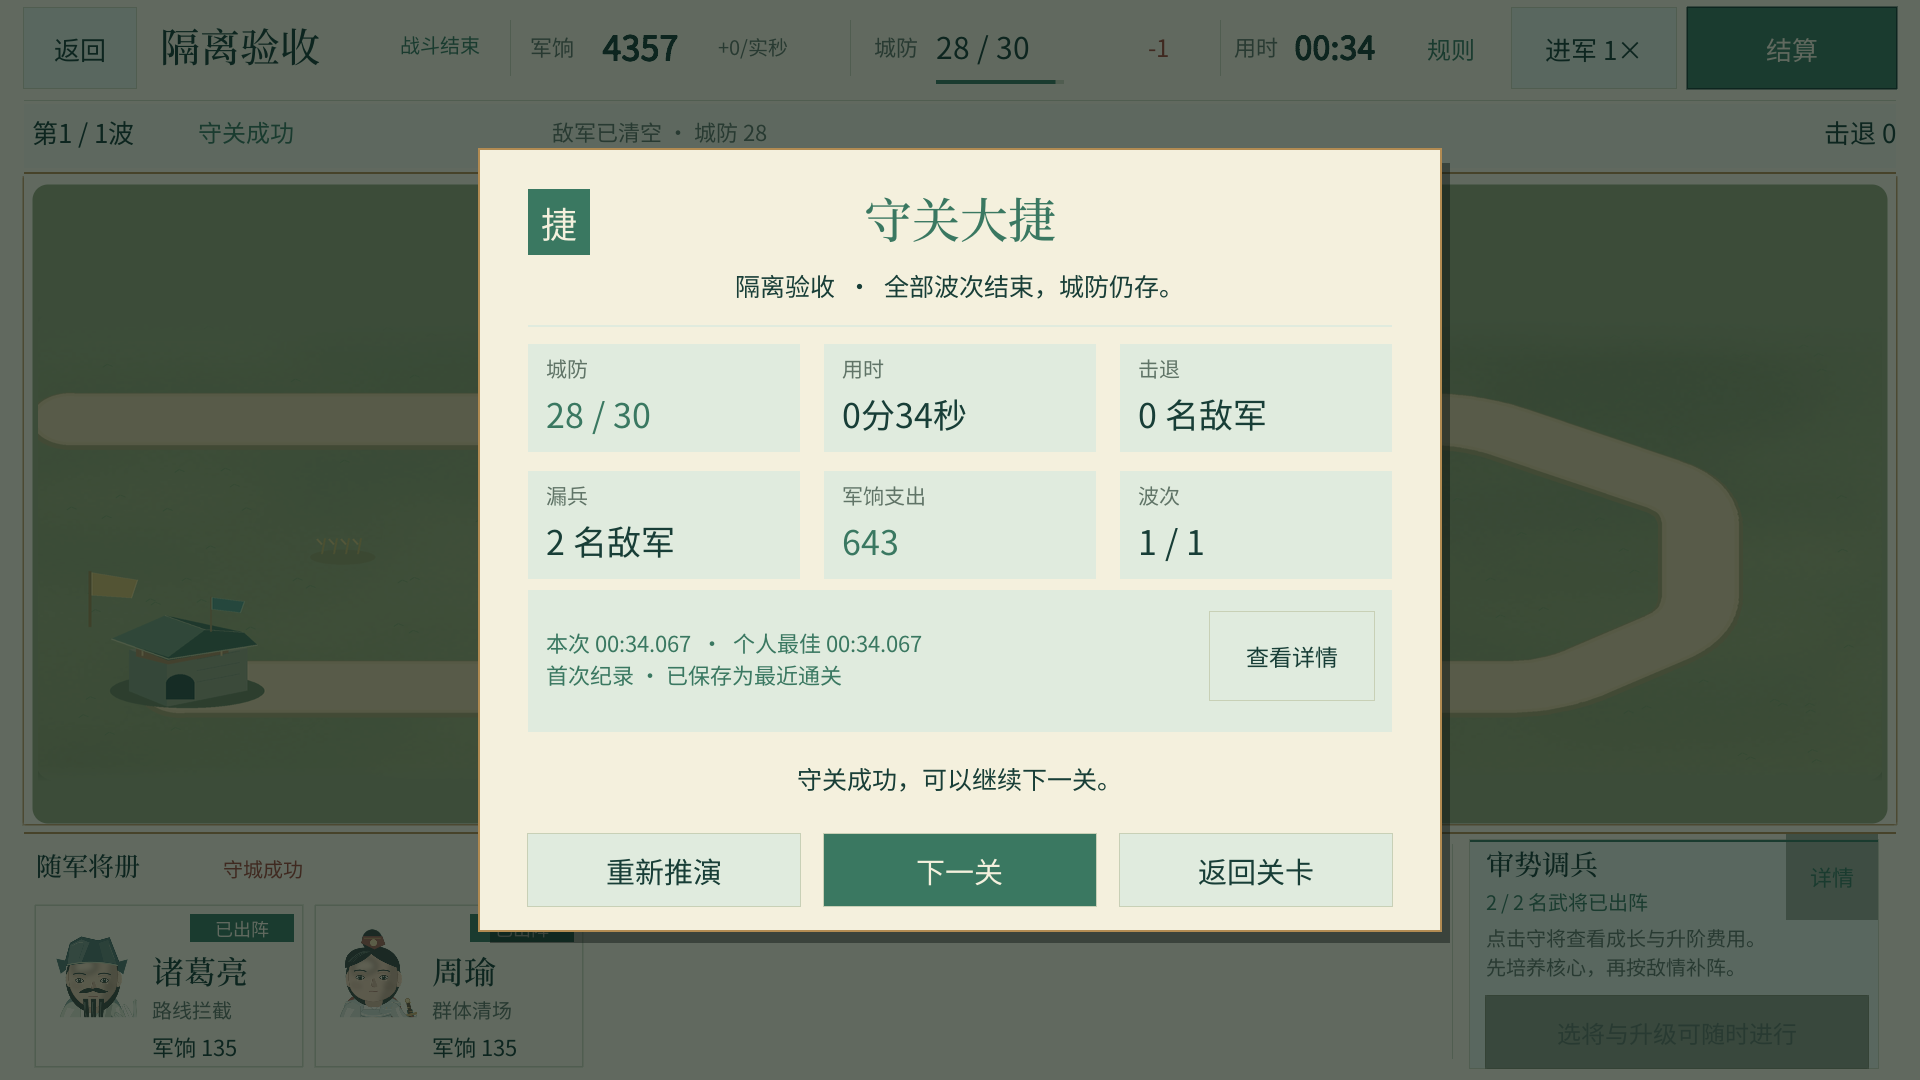 返回
隔离验收
战斗结束
军饷 4357 +0/实秒
城防 28 / 30 -1
用时 00:34
规则
进军 1×
结算
第1 / 1波
守关成功
敌军已清空 · 城防 28
击退 0
捷
守关大捷
隔离验收 · 全部波次结束，城防仍存。
城防
28 / 30
用时
0分34秒
击退
0 名敌军
漏兵
2 名敌军
军饷支出
643
波次
1 / 1
本次 00:34.067 · 个人最佳 00:34.067
首次纪录 · 已保存为最近通关
查看详情
守关成功，可以继续下一关。
重新推演
下一关
返回关卡
随军将册
守城成功
已出阵
诸葛亮
路线拦截
军饷 135
已出阵
周瑜
群体清场
军饷 135
审势调兵
详情
2 / 2 名武将已出阵
点击守将查看成长与升阶费用。
先培养核心，再按敌情补阵。
选将与升级可随时进行